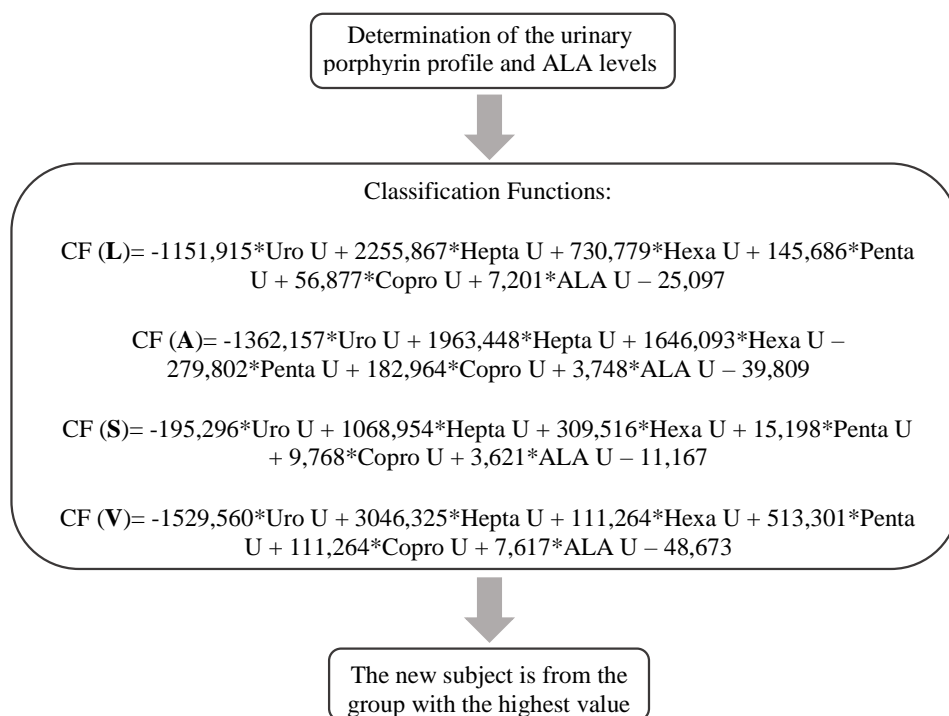 Determination of the urinary
porphyrin profile and ALA levels
Classification Functions:
CF (L)= -1151,915*Uro U + 2255,867*Hepta U + 730,779*Hexa U + 145,686*Penta
U + 56,877*Copro U + 7,201*ALA U – 25,097
CF (A)= -1362,157*Uro U + 1963,448*Hepta U + 1646,093*Hexa U –
279,802*Penta U + 182,964*Copro U + 3,748*ALA U – 39,809
CF (S)= -195,296*Uro U + 1068,954*Hepta U + 309,516*Hexa U + 15,198*Penta U
+ 9,768*Copro U + 3,621*ALA U – 11,167
CF (V)= -1529,560*Uro U + 3046,325*Hepta U + 111,264*Hexa U + 513,301*Penta
U + 111,264*Copro U + 7,617*ALA U – 48,673
The new subject is from the
group with the highest value